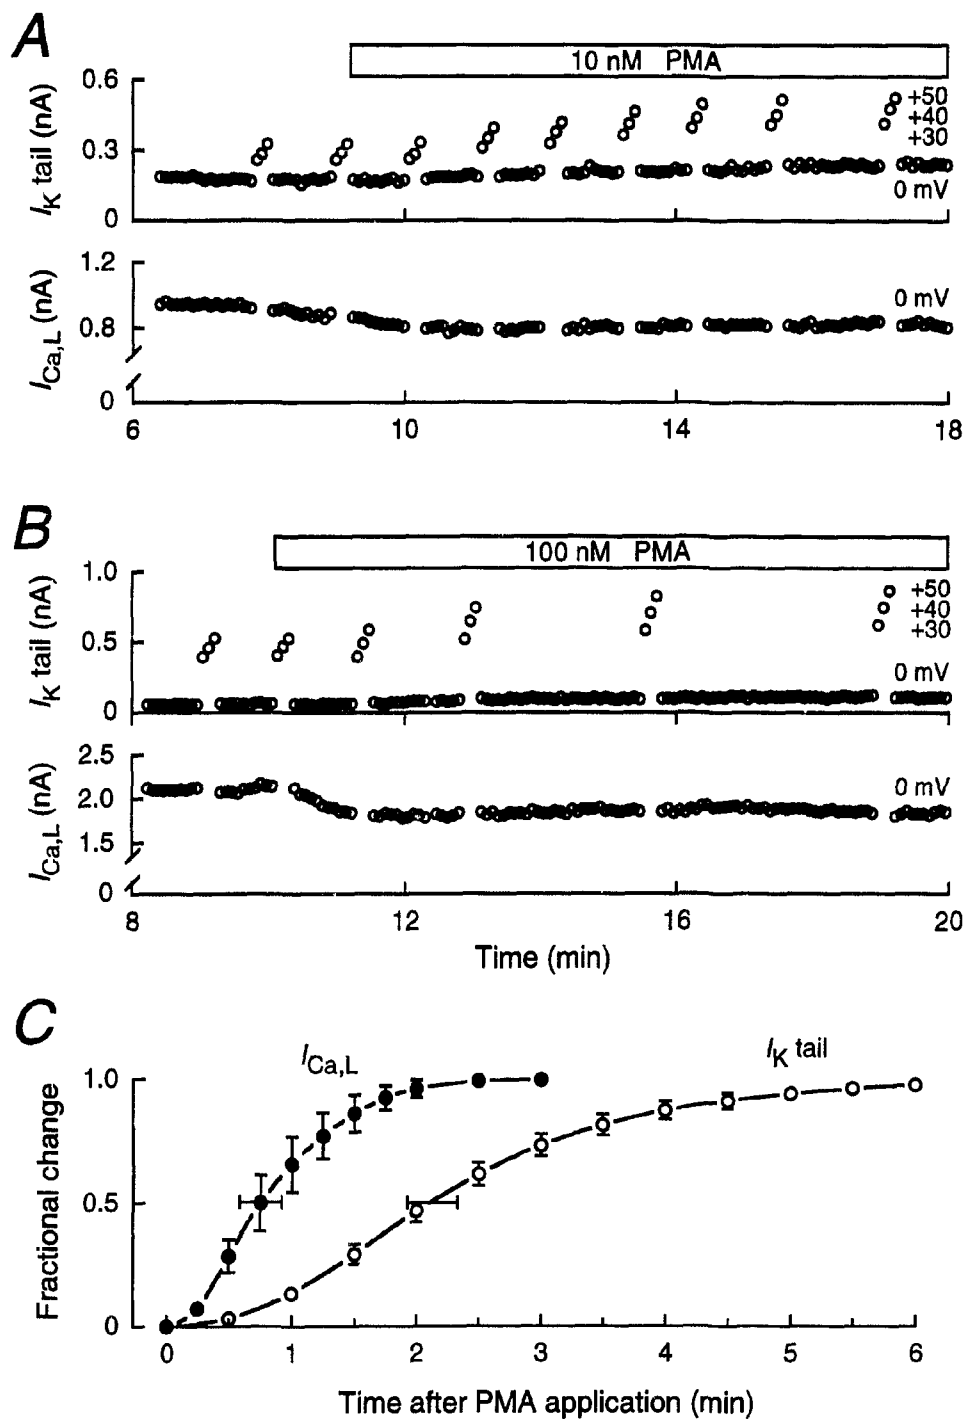 A
10 nM PMA
I_K tail (nA)
0.6
0.3
0
+50
+40
+30
0 mV
I_Ca,L (nA)
1.2
0.8
0
0 mV
6 10 14 18
B
100 nM PMA
I_K tail (nA)
1.0
0.5
0
+50
+40
+30
0 mV
I_Ca,L (nA)
2.5
2.0
1.5
0
0 mV
8 12 16 20
Time (min)
C
I_Ca,L
I_K tail
Fractional change
1.0
0.5
0
0 1 2 3 4 5 6
Time after PMA application (min)